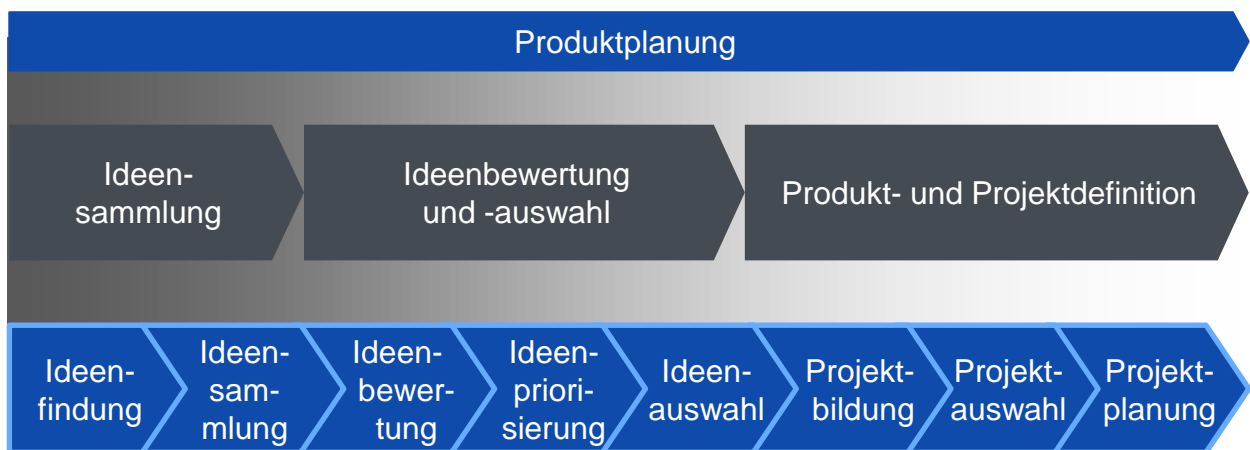 Produktplanung
Ideen-
sammlung
Ideenbewertung
und -auswahl
Produkt- und Projektdefinition
Ideen-
findung
Ideen-
sam-
mlung
Ideen-
bewer-
tung
Ideen-
priori-
sierung
Ideen-
auswahl
Projekt-
bildung
Projekt-
auswahl
Projekt-
planung